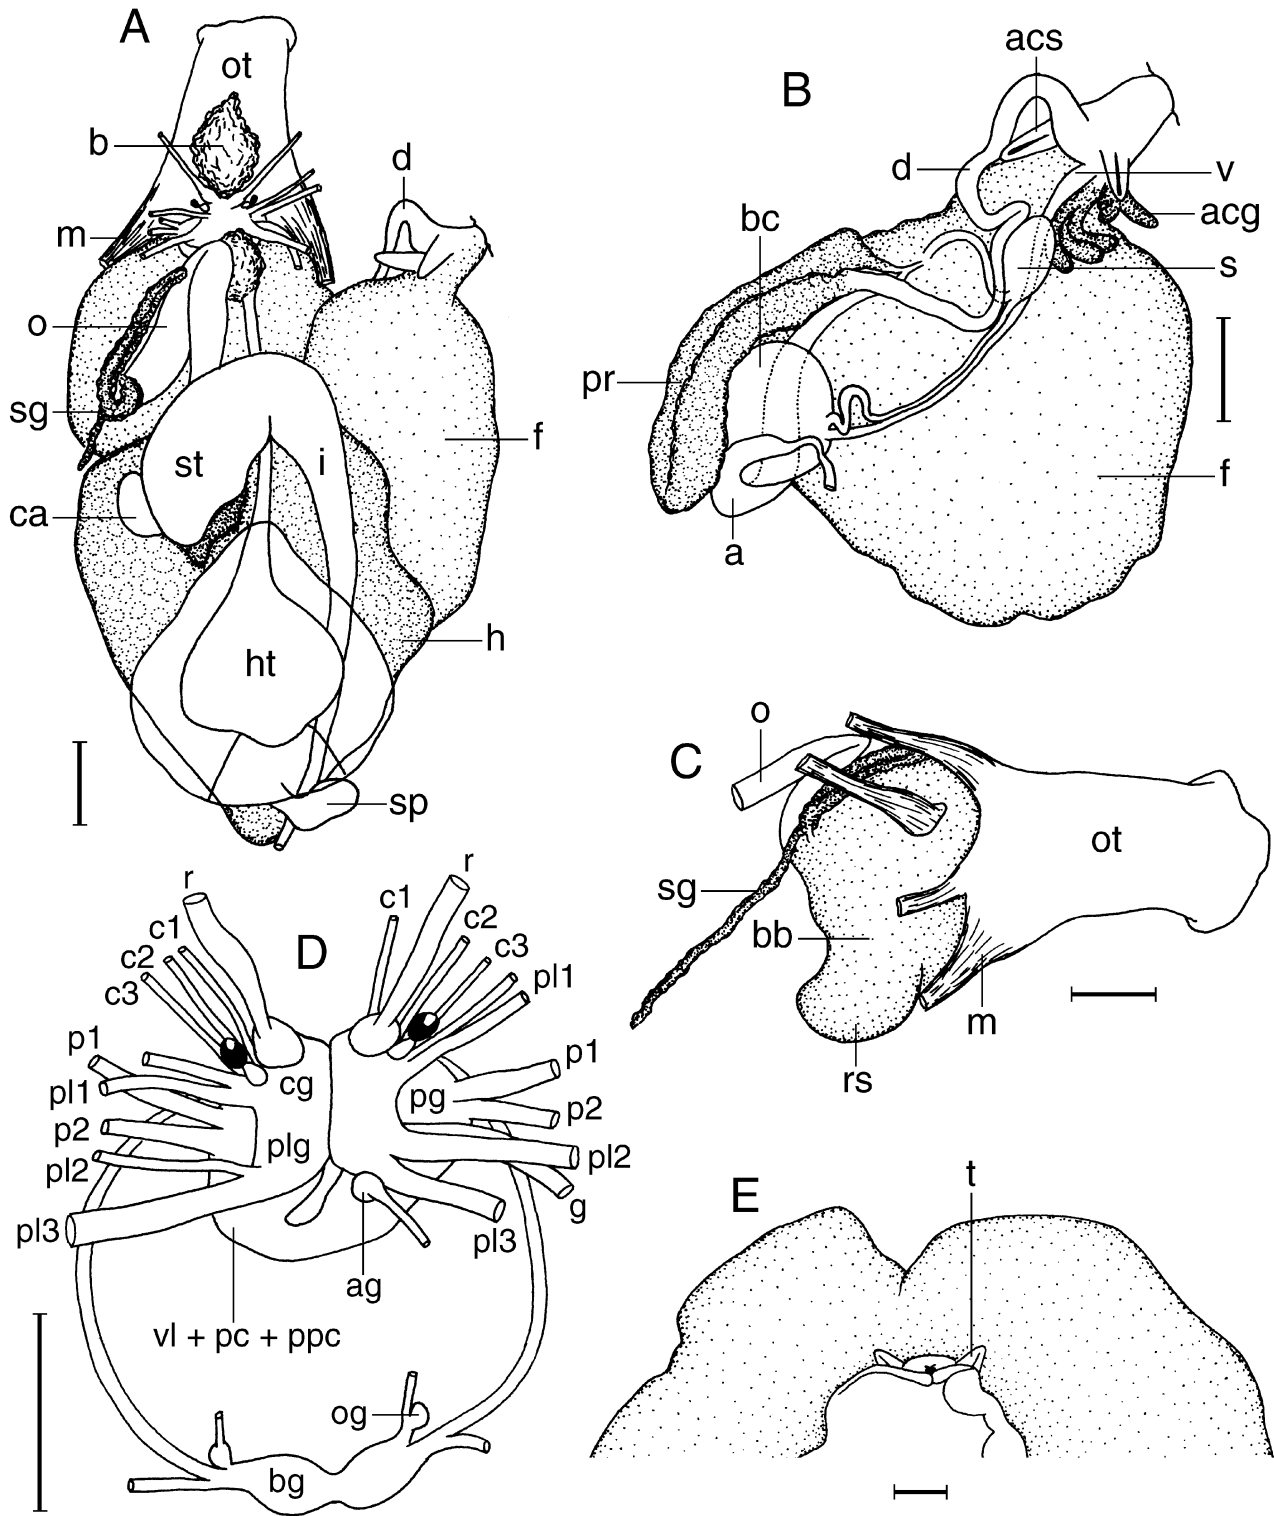 A
ot
b
m
o
sg
st
i
ca
ht
d
f
h
sp
B
acs
d
v
acg
bc
s
pr
f
a
C
o
sg
bb
ot
m
rs
D
r
r
c1
c1
c2
c2
c3
c3
pl1
p1
p1
cg
pg
pl1
p2
p2
plg
pl2
pl2
g
pl3
pl3
ag
vl + pc + ppc
og
bg
E
t